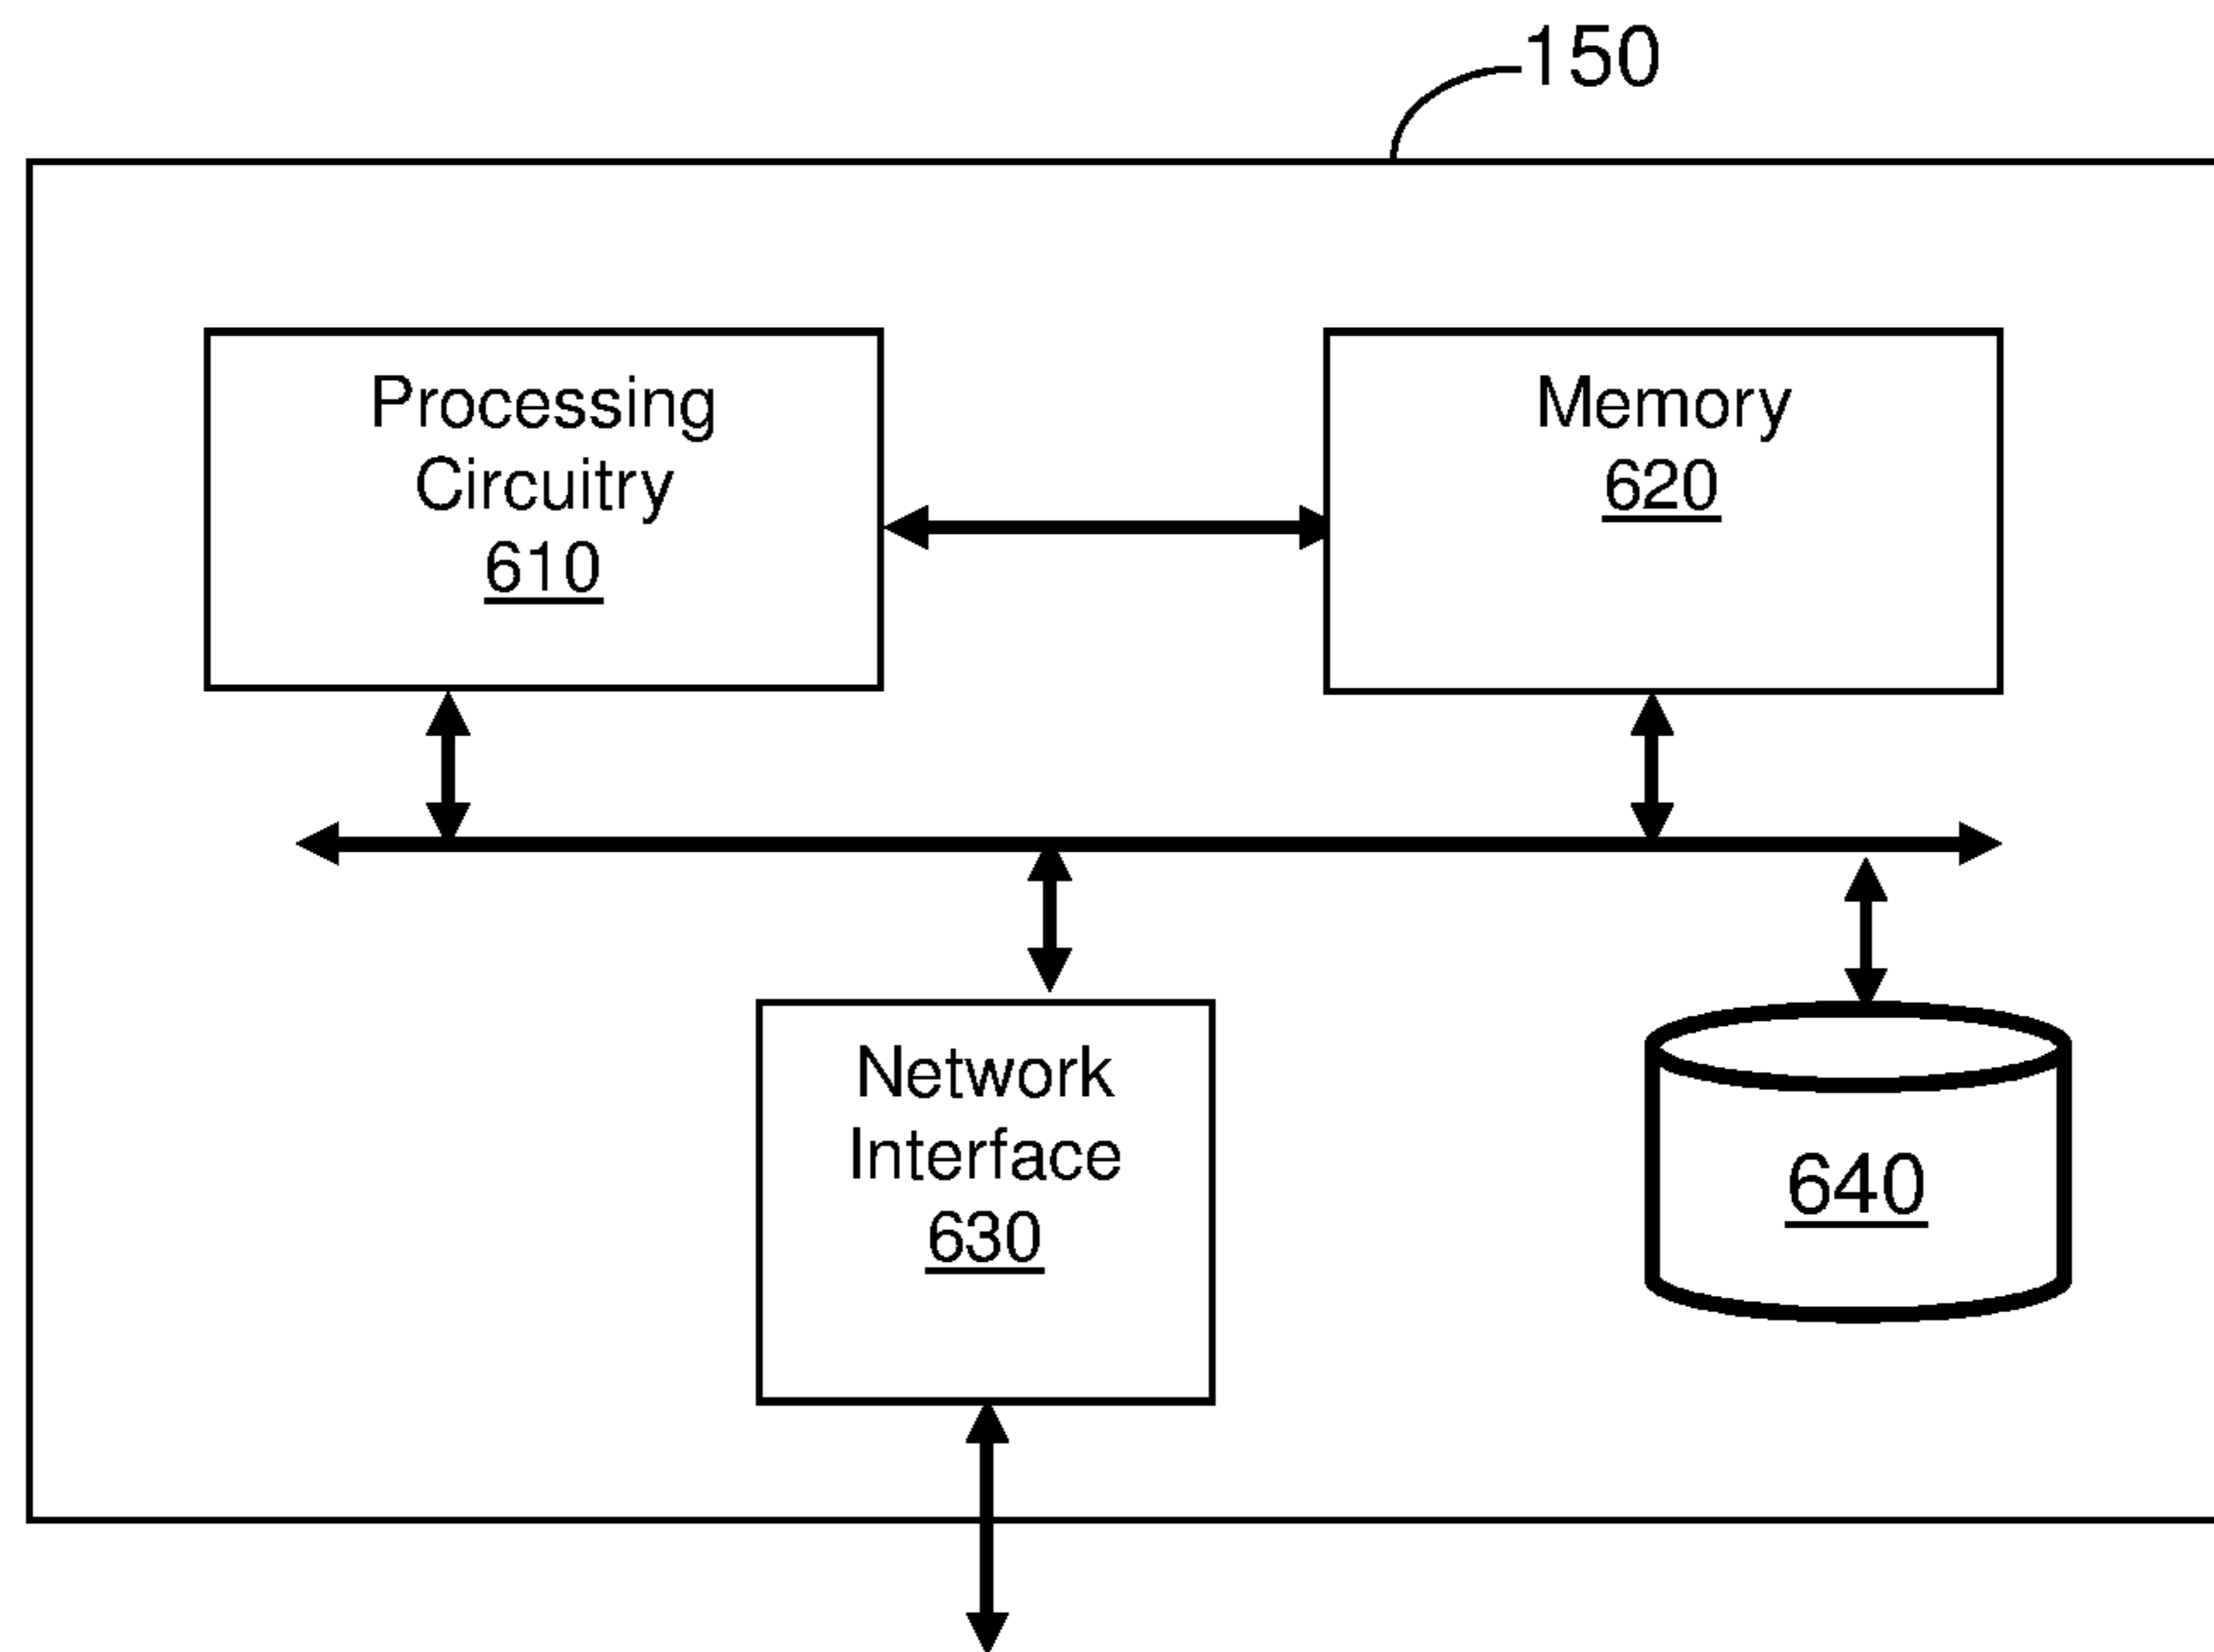 150
Processing
Circuitry
610
Memory
620
Network
Interface
630
640